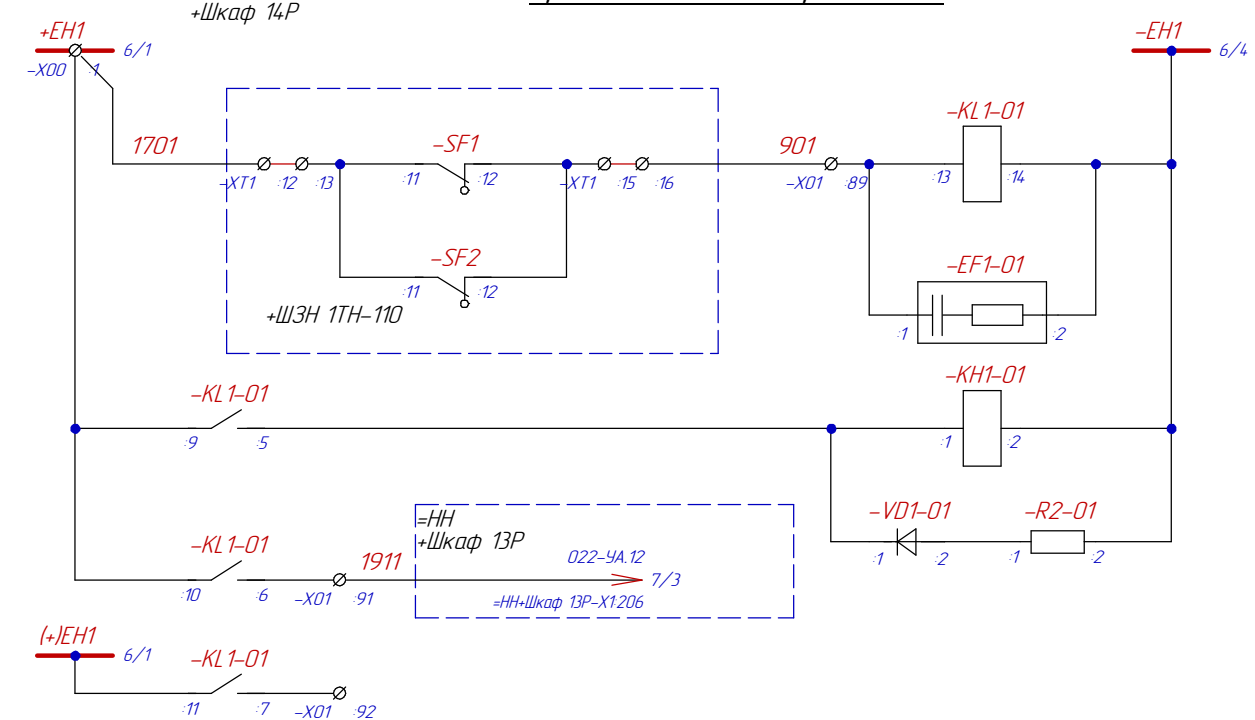 +Шкаф 14Р
+EH1
6/1
-X00 :1
-EH1
6/4
1701
-SF1
901
-KL1-01
-XT1 :12 :13
:11 :12
-XT1 :15 :16
-X01 :89
:13 :14
-SF2
:11 :12
-EF1-01
+ШЗН 1ТН-110
:1 :2
-KL1-01
:9 :5
-KH1-01
:1 :2
-VD1-01
-R2-01
:1 :2
:1 :2
=НН
+Шкаф 13Р
-KL1-01
1911
022-УА.12
7/3
:10 :6
-X01 :91
=НН+Шкаф 13Р-Х1:206
(+)EH1
6/1
-KL1-01
:11 :7
-X01 :92